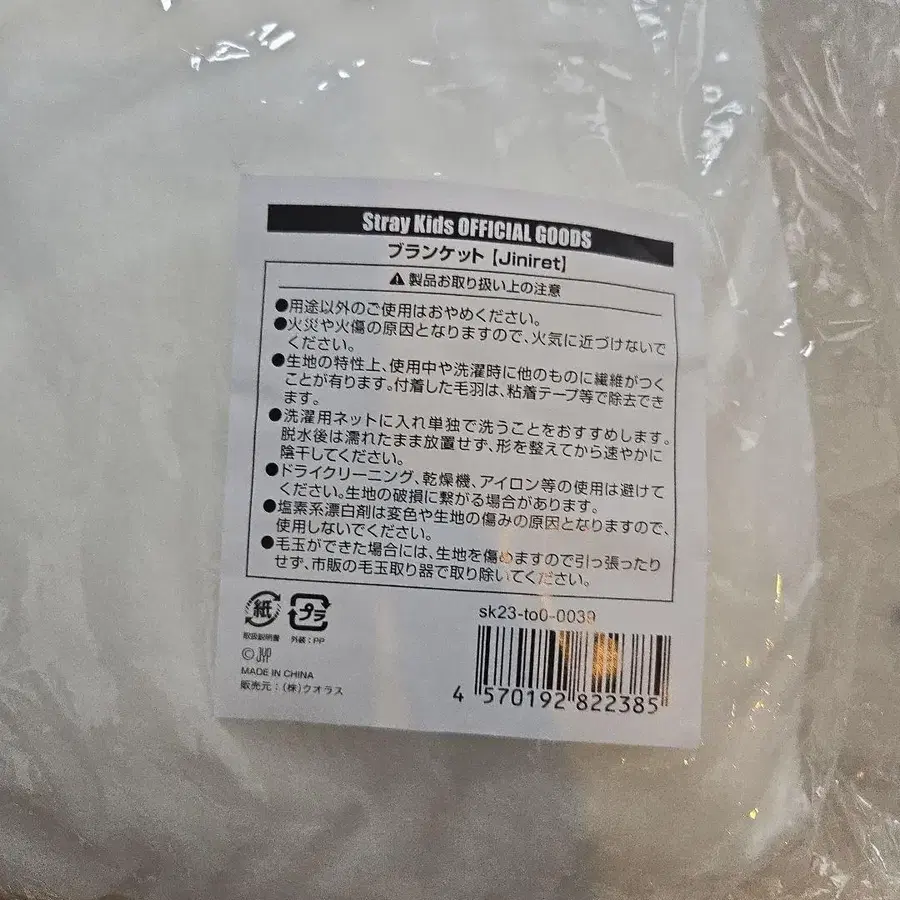 Stray Kids OFFICIAL GOODS
ブランケット【Jiniret】
⚠製品お取り扱い上の注意
●用途以外のご使用はおやめください。
●火災や火傷の原因となりますので、火気に近づけないで
ください。
●生地の特性上、使用中や洗濯時に他のものに繊維がつく
ことが有ります。付着した毛羽は、粘着テープ等で除去でき
ます。
●洗濯用ネットに入れ単独で洗うことをおすすめします。
脱水後は濡れたまま放置せず、形を整えてから速やかに
陰干してください。
●ドライクリーニング、乾燥機、アイロン等の使用は避けて
ください。生地の破損に繋がる場合があります。
●塩素系漂白剤は変色や生地の傷みの原因となりますので、
使用しないでください。
●毛玉ができた場合には、生地を傷めますので引っ張ったり
せず、市販の毛玉取り器で取り除いてください。
紙 プラ
取扱説明書 外装:PP
©JYP
MADE IN CHINA
販売元:(株)ウオラス
sk23-to0-0039
4 570192 822385